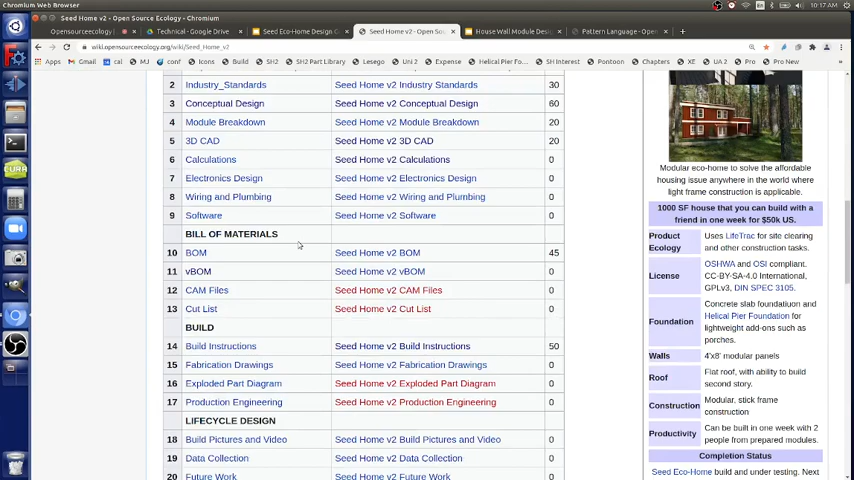 Chromium Web Browser
10:17 AM
Seed Home v2 - Open Source Ecology - Chromium
Opensourceecology |
Technical - Google Drive
Seed Eco-Home Design C
Seed Home v2 - Open Sou
House Wall Module Design
Pattern Language - Open
wiki.opensourceecology.org/wiki/Seed_Home_v2
Apps
Gmail
cal
MJ
conf
Build
Icons
Build
SH2
SH2 Part Library
Lesego
Uni 2
Expense
Helical Pier Fo...
SH Interest
Pontoon
Chapters
XE
UA 2
Pro
Pro New
2 Industry_Standards Seed Home v2 Industry Standards 30
3 Conceptual Design Seed Home v2 Conceptual Design 60
4 Module Breakdown Seed Home v2 Module Breakdown 20
5 3D CAD Seed Home v2 3D CAD 20
6 Calculations Seed Home v2 Calculations 0
7 Electronics Design Seed Home v2 Electronics Design 0
8 Wiring and Plumbing Seed Home v2 Wiring and Plumbing 0
9 Software Seed Home v2 Software 0
BILL OF MATERIALS
10 BOM Seed Home v2 BOM 45
11 vBOM Seed Home v2 vBOM 0
12 CAM Files Seed Home v2 CAM Files 0
13 Cut List Seed Home v2 Cut List 0
BUILD
14 Build Instructions Seed Home v2 Build Instructions 50
15 Fabrication Drawings Seed Home v2 Fabrication Drawings 0
16 Exploded Part Diagram Seed Home v2 Exploded Part Diagram 0
17 Production Engineering Seed Home v2 Production Engineering 0
LIFECYCLE DESIGN
18 Build Pictures and Video Seed Home v2 Build Pictures and Video 0
19 Data Collection Seed Home v2 Data Collection 0
20 Future Work Seed Home v2 Future Work 0
Modular eco-home to solve the affordable
housing issue anywhere in the world where
light frame construction is applicable.
1000 SF house that you can build with a
friend in one week for $50k US.
Product Ecology
Uses LifeTrac for site clearing
and other construction tasks.
License
OSHWA and OSI compliant.
CC-BY-SA-4.0 International,
GPLv3, DIN SPEC 3105.
Foundation
Concrete slab foundatiuon and
Helical Pier Foundation for
lightweight add-ons such as
porches.
Walls
4'x8' modular panels
Roof
Flat roof, with ability to build
second story.
Construction
Modular, stick frame
construction
Productivity
Can be built in one week with 2
people from prepared modules.
Completion Status
Seed Eco-Home build and under testing. Next
CURA